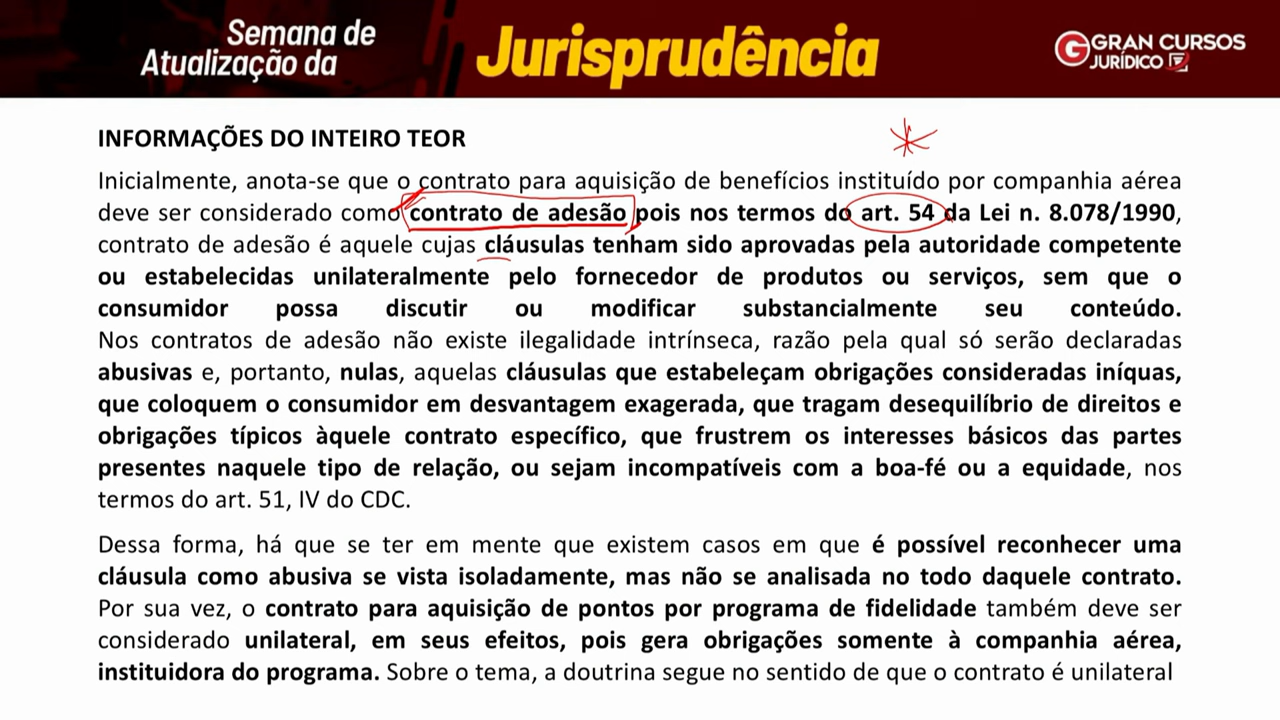 Semana de
Atualização da
Jurisprudência
GRAN CURSOS
JURÍDICO
INFORMAÇÕES DO INTEIRO TEOR
Inicialmente, anota-se que o contrato para aquisição de benefícios instituído por companhia aérea
deve ser considerado como contrato de adesão pois nos termos do art. 54 da Lei n. 8.078/1990,
contrato de adesão é aquele cujas cláusulas tenham sido aprovadas pela autoridade competente
ou estabelecidas unilateralmente pelo fornecedor de produtos ou serviços, sem que o
consumidor possa discutir ou modificar substancialmente seu conteúdo.
Nos contratos de adesão não existe ilegalidade intrínseca, razão pela qual só serão declaradas
abusivas e, portanto, nulas, aquelas cláusulas que estabeleçam obrigações consideradas iníquas,
que coloquem o consumidor em desvantagem exagerada, que tragam desequilíbrio de direitos e
obrigações típicos àquele contrato específico, que frustrem os interesses básicos das partes
presentes naquele tipo de relação, ou sejam incompatíveis com a boa-fé ou a equidade, nos
termos do art. 51, IV do CDC.
Dessa forma, há que se ter em mente que existem casos em que é possível reconhecer uma
cláusula como abusiva se vista isoladamente, mas não se analisada no todo daquele contrato.
Por sua vez, o contrato para aquisição de pontos por programa de fidelidade também deve ser
considerado unilateral, em seus efeitos, pois gera obrigações somente à companhia aérea,
instituidora do programa. Sobre o tema, a doutrina segue no sentido de que o contrato é unilateral